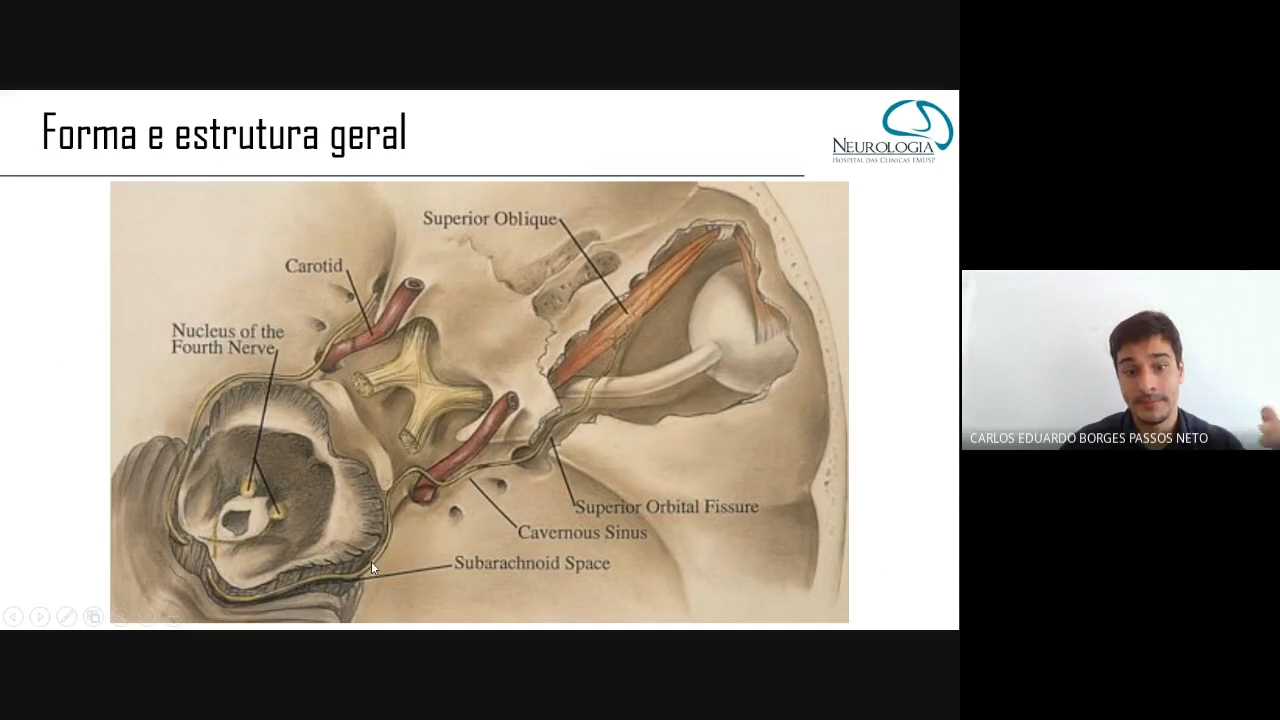 Forma e estrutura geral
NEUROLOGIA
HOSPITAL DAS CLÍNICAS FMUSP
Superior Oblique
Carotid
Nucleus of the
Fourth Nerve
Superior Orbital Fissure
Cavernous Sinus
Subarachnoid Space
CARLOS EDUARDO BORGES PASSOS NETO